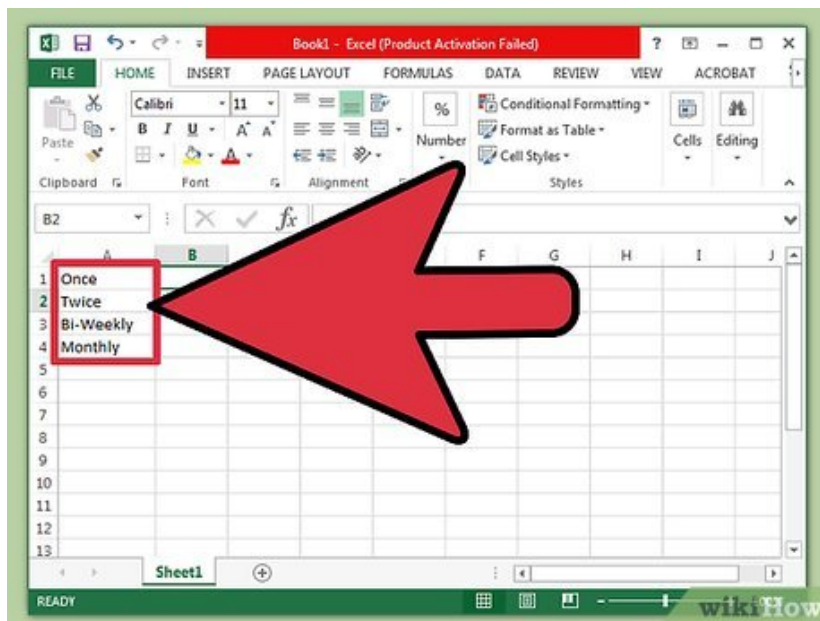 Book1 - Excel (Product Activation Failed)
FILE HOME INSERT PAGE LAYOUT FORMULAS DATA REVIEW VIEW ACROBAT
Calibri 11
% Conditional Formatting
B I U A A
Format as Table
Paste Number Cells Editing
Cell Styles
Clipboard Font Alignment Styles
B2 fx
A B F G H I J
1 Once
2 Twice
3 Bi-Weekly
4 Monthly
5
6
7
8
9
10
11
12
13
Sheet1
READY
wikiHow